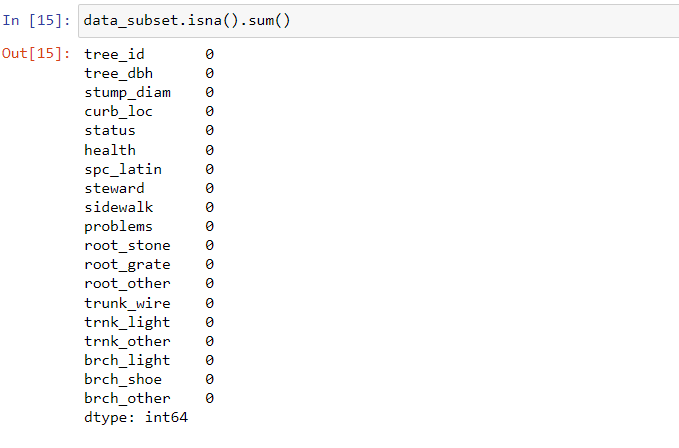 In [15]: data_subset.isna().sum()
Out[15]: tree_id 0
tree_dbh 0
stump_diam 0
curb_loc 0
status 0
health 0
spc_latin 0
steward 0
sidewalk 0
problems 0
root_stone 0
root_grate 0
root_other 0
trunk_wire 0
trnk_light 0
trnk_other 0
brch_light 0
brch_shoe 0
brch_other 0
dtype: int64